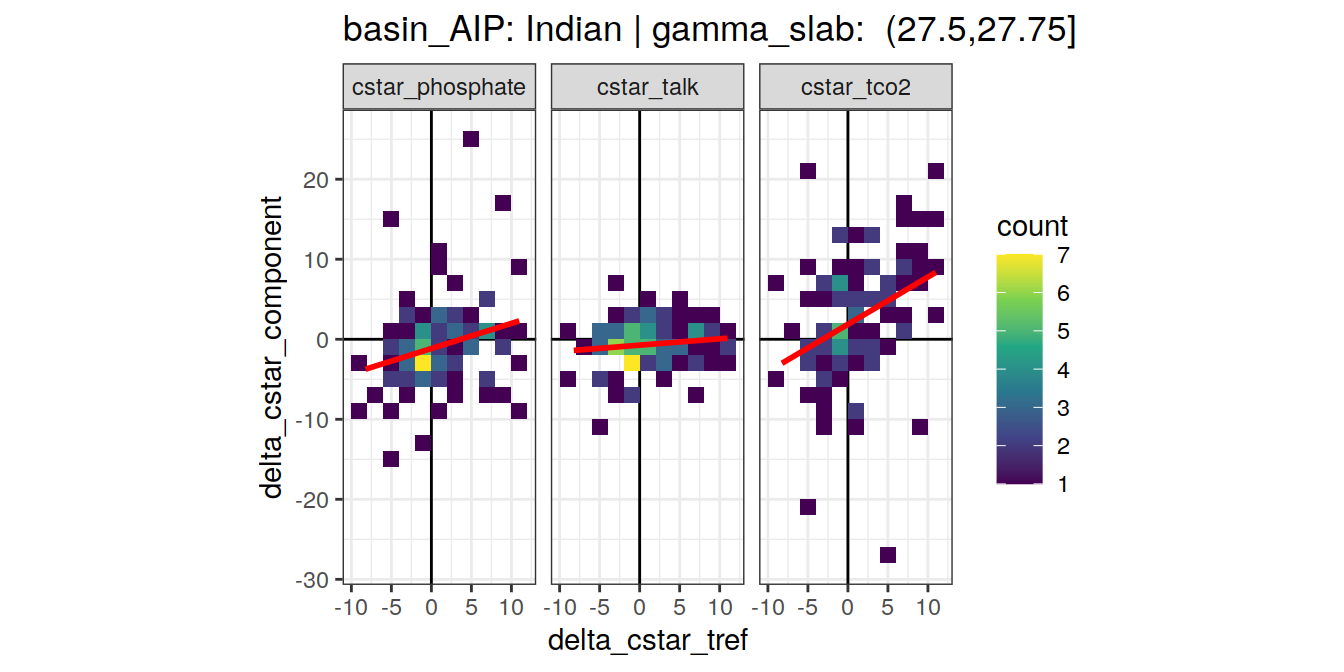 basin_AIP: Indian | gamma_slab:  (27.5,27.75]
cstar_phosphate
cstar_talk
cstar_tco2
delta_cstar_component
20
10
0
-10
-20
-30
-10 -5 0 5 10
-10 -5 0 5 10
-10 -5 0 5 10
delta_cstar_tref
count
7
6
5
4
3
2
1